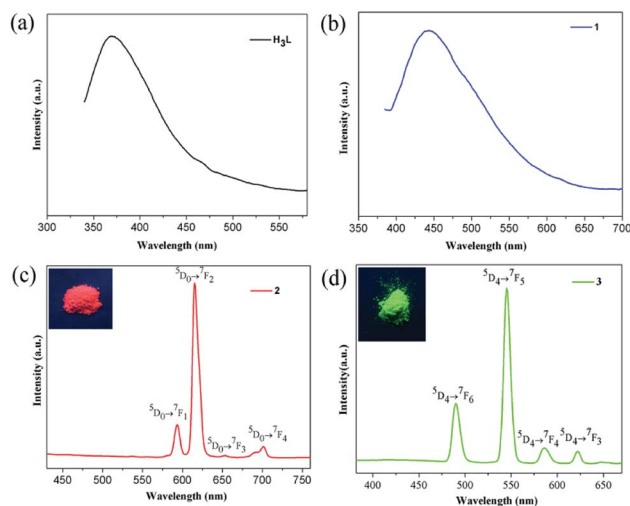 (a)
H₃L
Intensity (a.u.)
300 350 400 450 500 550
Wavelength (nm)
(b)
1
Intensity (a.u.)
350 400 450 500 550 600 650 700
Wavelength (nm)
(c)
⁵D₀→⁷F₂
2
⁵D₀→⁷F₁
⁵D₀→⁷F₃
⁵D₀→⁷F₄
Intensity (a.u.)
450 500 550 600 650 700 750
Wavelength (nm)
(d)
⁵D₄→⁷F₅
3
⁵D₄→⁷F₆
⁵D₄→⁷F₄
⁵D₄→⁷F₃
Intensity(a.u.)
400 450 500 550 600 650
Wavelength (nm)